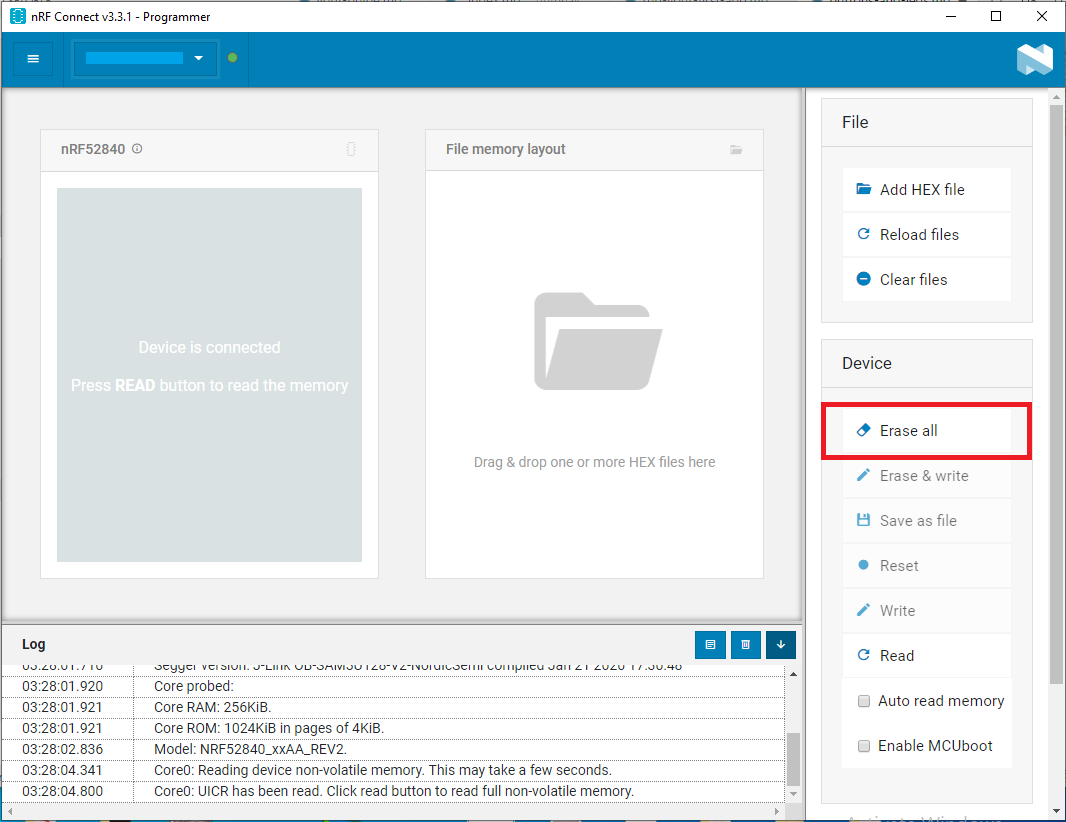 nRF Connect v3.3.1 - Programmer
nRF52840
File memory layout
Device is connected
Press READ button to read the memory
Drag & drop one or more HEX files here
File
Add HEX file
Reload files
Clear files
Device
Erase all
Erase & write
Save as file
Reset
Write
Read
Auto read memory
Enable MCUboot
Log
03:28:01.716 Segger version: J-Link OB-SAM3U128-V2-NordicSemi compiled Jan 21 2020 17:30:48
03:28:01.920 Core probed:
03:28:01.921 Core RAM: 256KiB.
03:28:01.921 Core ROM: 1024KiB in pages of 4KiB.
03:28:02.836 Model: NRF52840_xxAA_REV2.
03:28:04.341 Core0: Reading device non-volatile memory. This may take a few seconds.
03:28:04.800 Core0: UICR has been read. Click read button to read full non-volatile memory.